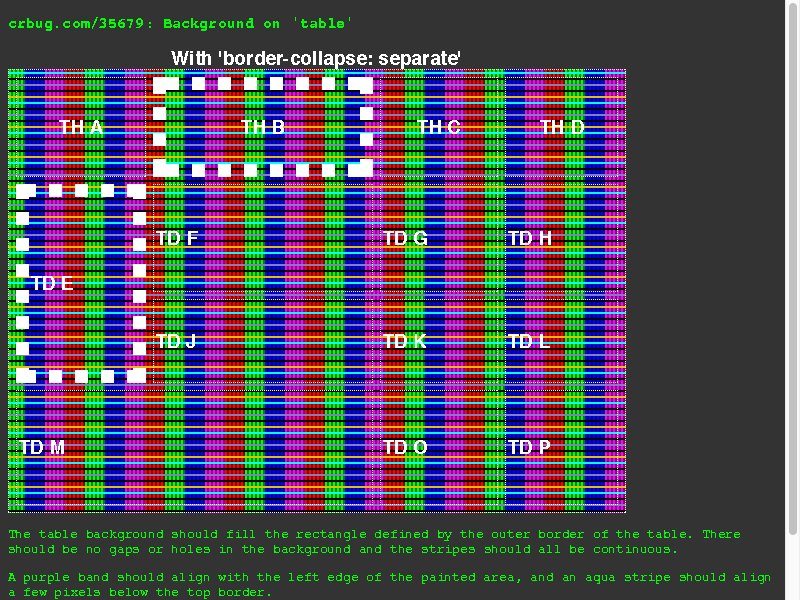 crbug.com/35679: Background on 'table'
With 'border-collapse: separate'
TH A TH B TH C TH D
TD F TD G TD H
TD E
TD J TD K TD L
TD M TD O TD P
The table background should fill the rectangle defined by the outer border of the table. There
should be no gaps or holes in the background and the stripes should all be continuous.
A purple band should align with the left edge of the painted area, and an aqua stripe should align
a few pixels below the top border.